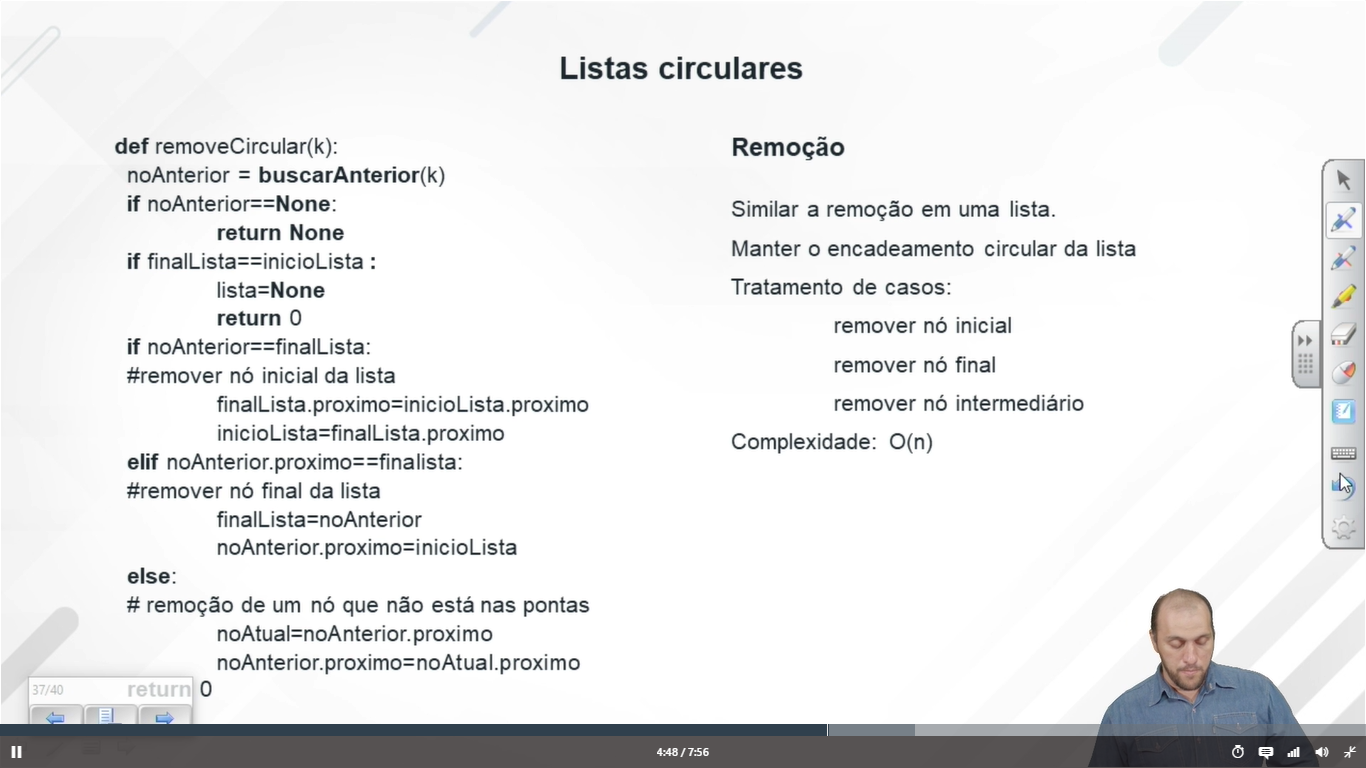 Listas circulares
def removeCircular(k):
noAnterior = buscarAnterior(k)
if noAnterior==None:
return None
if finalLista==inicioLista :
lista=None
return 0
if noAnterior==finalLista:
#remover nó inicial da lista
finalLista.proximo=inicioLista.proximo
inicioLista=finalLista.proximo
elif noAnterior.proximo==finalista:
#remover nó final da lista
finalLista=noAnterior
noAnterior.proximo=inicioLista
else:
# remoção de um nó que não está nas pontas
noAtual=noAnterior.proximo
noAnterior.proximo=noAtual.proximo
return 0
Remoção
Similar a remoção em uma lista.
Manter o encadeamento circular da lista
Tratamento de casos:
remover nó inicial
remover nó final
remover nó intermediário
Complexidade: O(n)
37/40
4:48 / 7:56